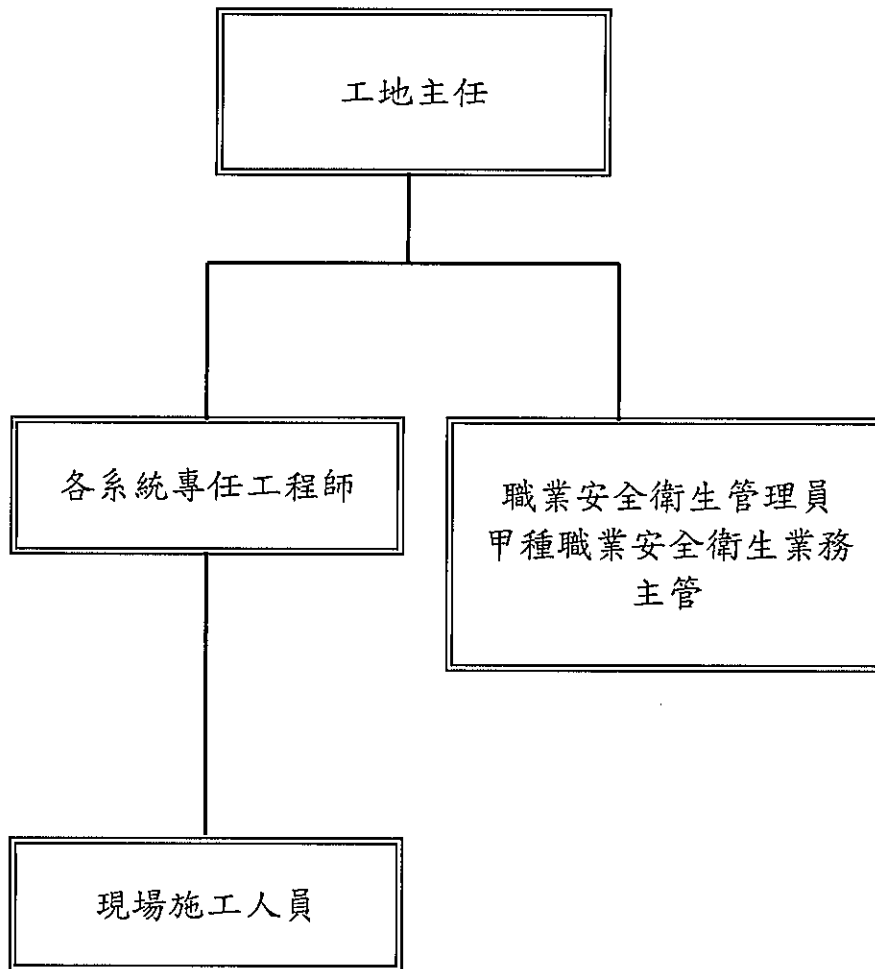 工地主任
各系統專任工程師
職業安全衛生管理員
甲種職業安全衛生業務
主管
現場施工人員